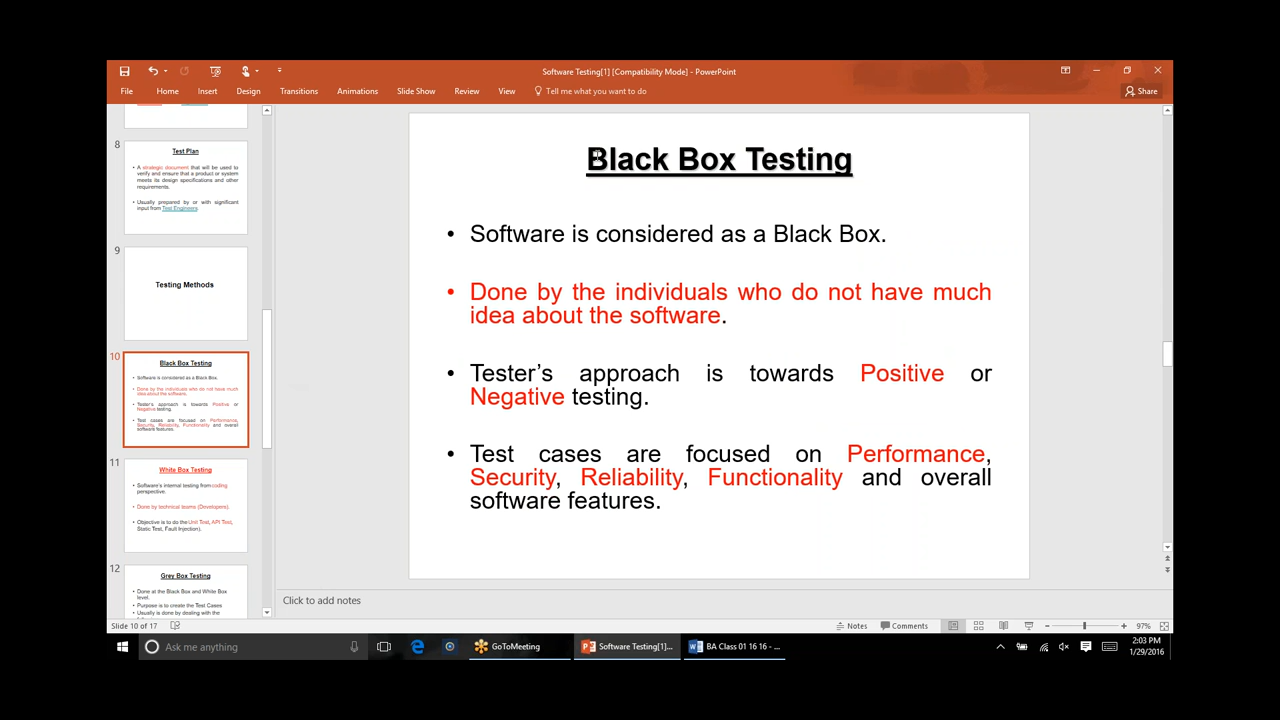 Software Testing[1] [Compatibility Mode] - PowerPoint
File Home Insert Design Transitions Animations Slide Show Review View Tell me what you want to do Share
8
Test Plan
• A strategic document that will be used to
verify and ensure that a product or system
meets its design specifications and other
requirements.
• Usually prepared by or with significant
input from Test Engineers.
9
Testing Methods
10
Black Box Testing
• Software is considered as a Black Box.
• Done by the individuals who do not have much
idea about the software.
• Tester's approach is towards Positive or
Negative testing.
• Test cases are focused on Performance,
Security, Reliability, Functionality and overall
software features.
11
White Box Testing
• Software's internal testing from coding
perspective.
• Done by technical teams (Developers).
• Objective is to do the Unit Test, API Test,
Static Test, Fault Injection).
12
Grey Box Testing
• Done at the Black Box and White Box
level.
• Purpose is to create the Test Cases
• Usually is done by dealing with the
Black Box Testing
• Software is considered as a Black Box.
• Done by the individuals who do not have much
idea about the software.
• Tester’s approach is towards Positive or
Negative testing.
• Test cases are focused on Performance,
Security, Reliability, Functionality and overall
software features.
Click to add notes
Slide 10 of 17 Notes Comments 97%
Ask me anything GoToMeeting Software Testing[1]... BA Class 01 16 16 - ... 2:03 PM
1/29/2016